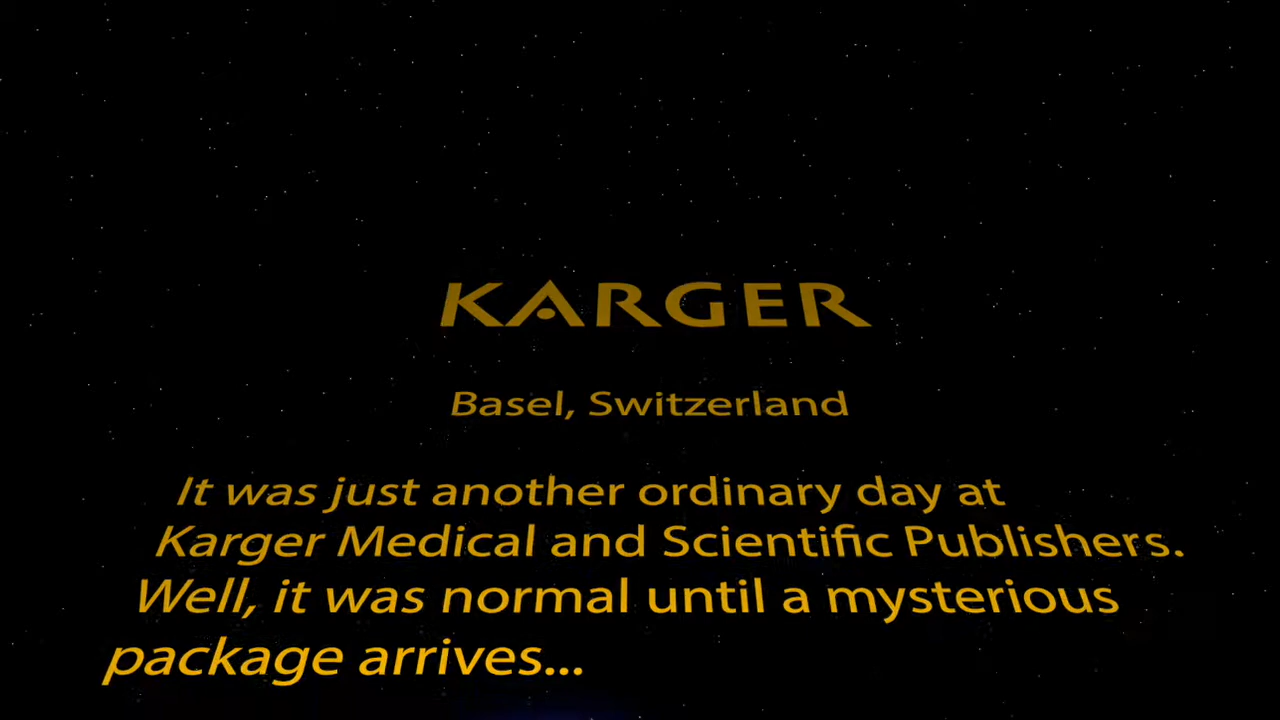 KARGER
Basel, Switzerland
It was just another ordinary day at
Karger Medical and Scientific Publishers.
Well, it was normal until a mysterious
package arrives...